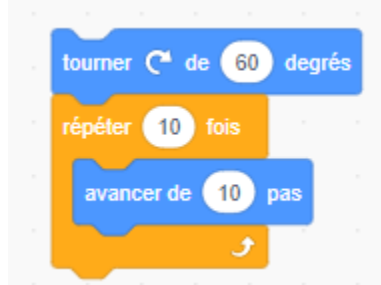 tourner de 60 degrés
répéter 10 fois
avancer de 10 pas